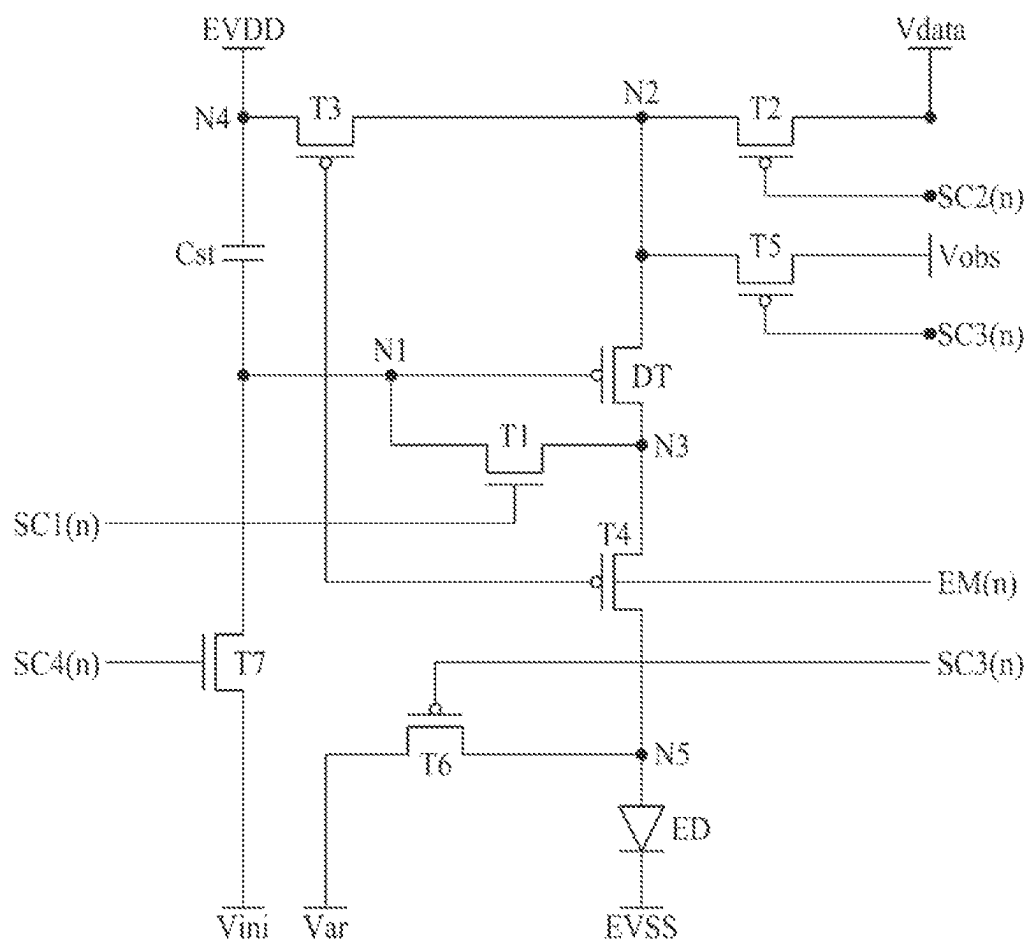 EVDD
Vdata
N4
T3
N2
T2
SC2(n)
Cst
T5
Vobs
SC3(n)
N1
DT
T1
N3
SC1(n)
T4
EM(n)
SC4(n)
T7
SC3(n)
T6
N5
ED
Vini
Var
EVSS